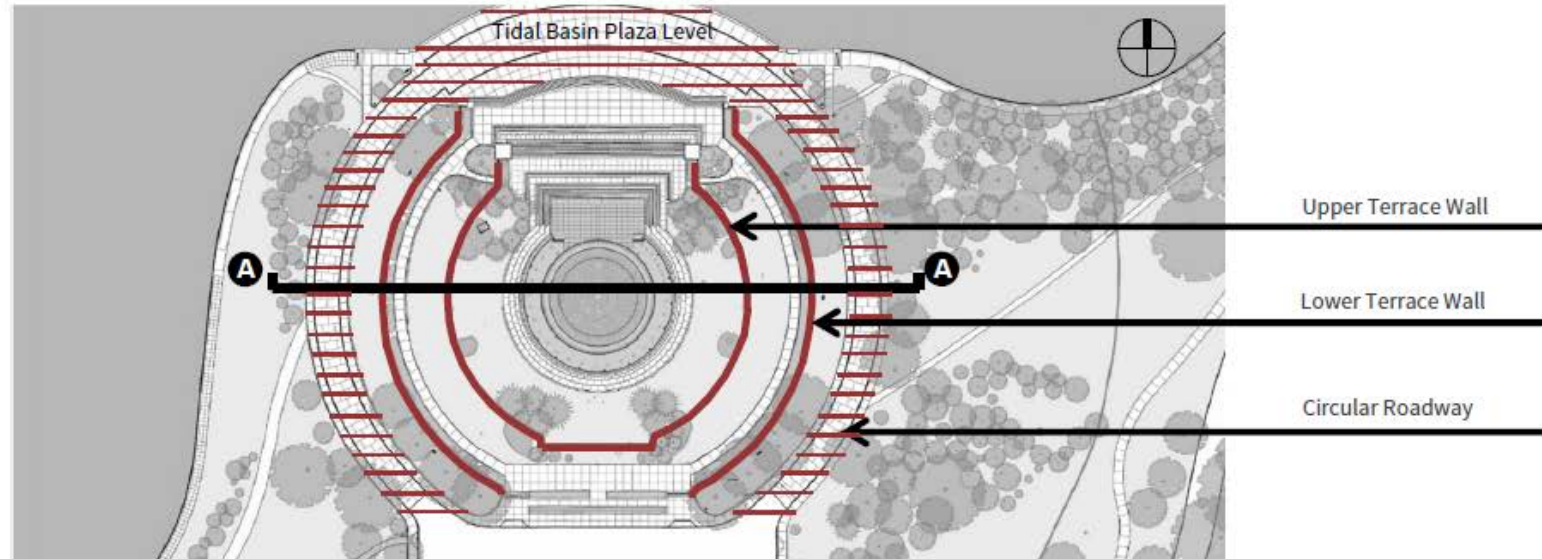 Tidal Basin Plaza Level
Upper Terrace Wall
A
A
Lower Terrace Wall
Circular Roadway